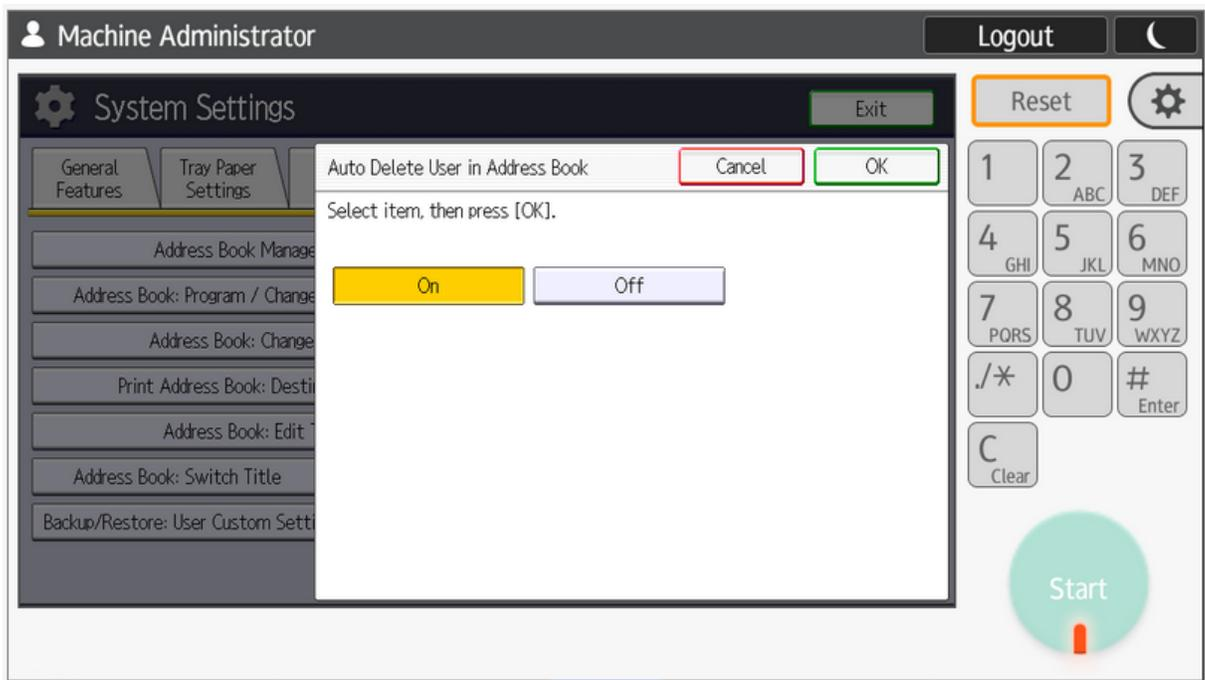 Machine Administrator
Logout
System Settings
Exit
Reset
General Features
Tray Paper Settings
Auto Delete User in Address Book
Cancel
OK
Select item, then press [OK].
On
Off
Address Book Manage
Address Book: Program / Change
Address Book: Change
Print Address Book: Desti
Address Book: Edit
Address Book: Switch Title
Backup/Restore: User Custom Setti
1
2 ABC
3 DEF
4 GHI
5 JKL
6 MNO
7 PQRS
8 TUV
9 WXYZ
./*
0
# Enter
C Clear
Start